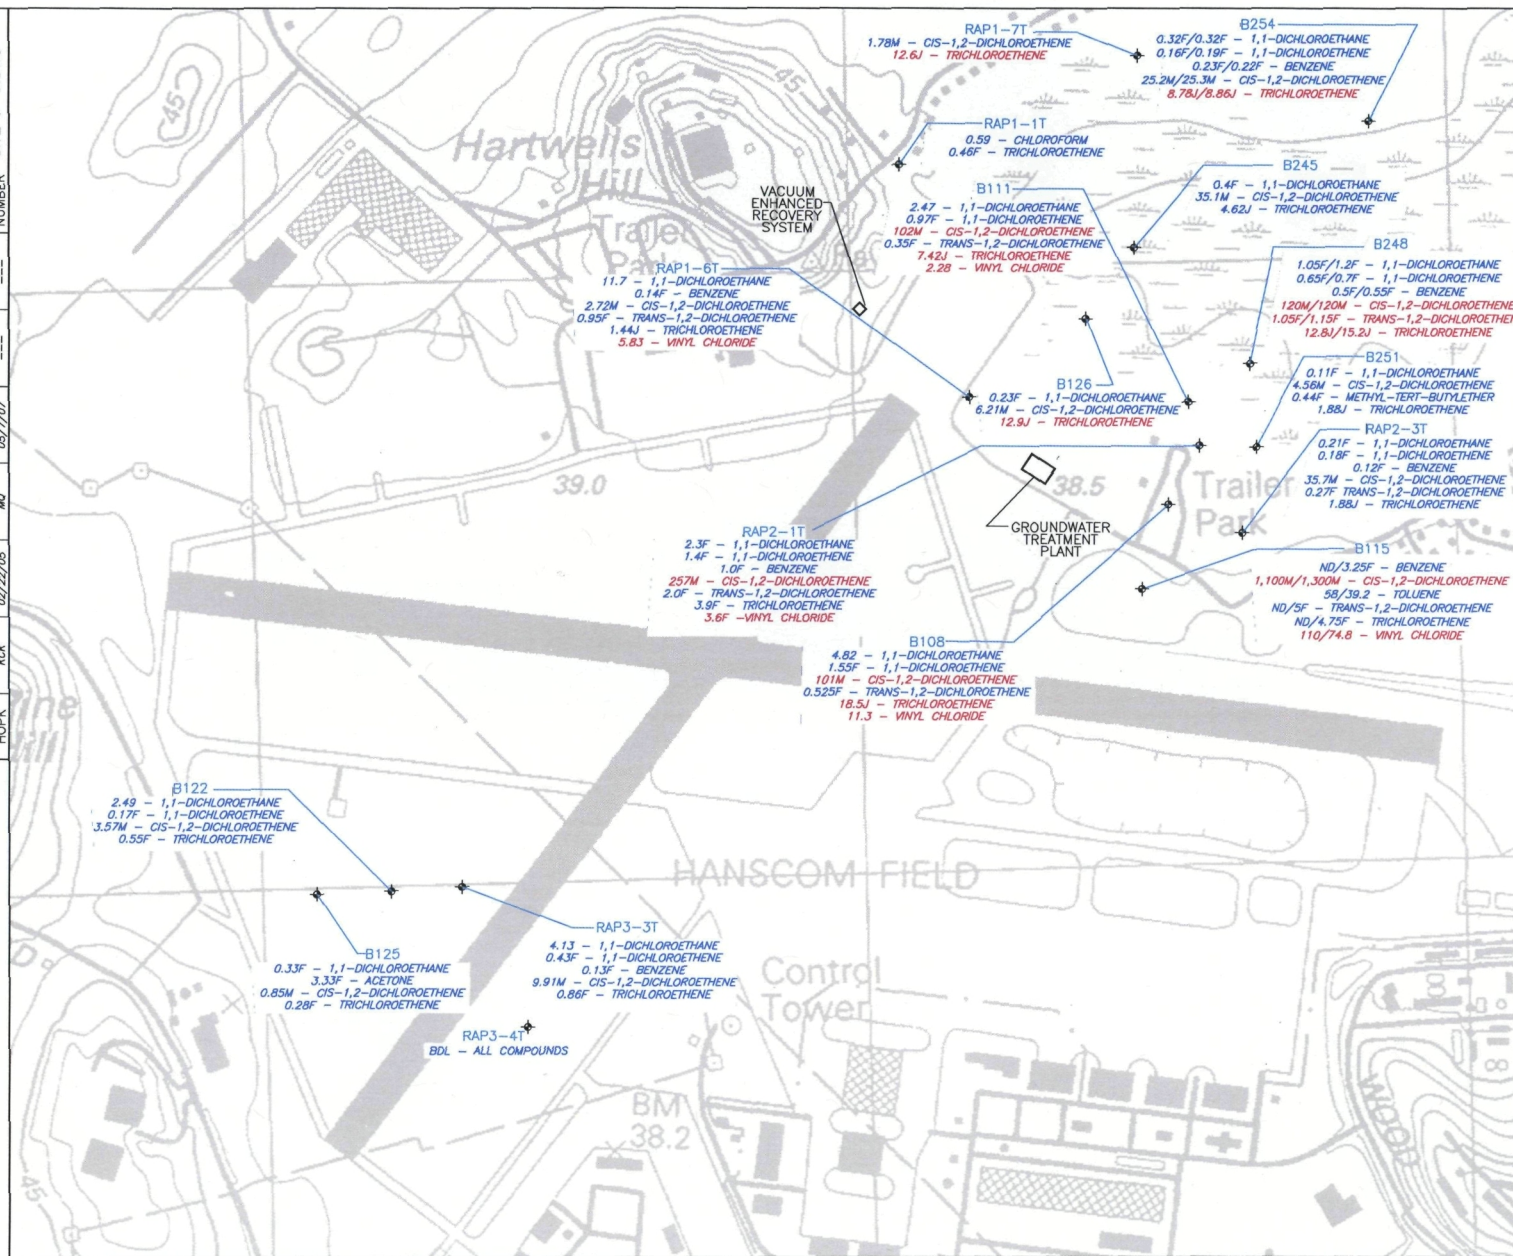 RAP1-7T
1.78M - CIS-1,2-DICHLOROETHENE
12.6J - TRICHLOROETHENE
B254
0.32F/0.32F - 1,1-DICHLOROETHANE
0.16F/0.19F - 1,1-DICHLOROETHENE
0.23F/0.22F - BENZENE
25.2M/25.3M - CIS-1,2-DICHLOROETHENE
8.78J/8.86J - TRICHLOROETHENE
45
45
Hartwells
Hill
RAP1-1T
0.59 - CHLOROFORM
0.46F - TRICHLOROETHENE
VACUUM
ENHANCED
RECOVERY
SYSTEM
B111
2.47 - 1,1-DICHLOROETHANE
0.97F - 1,1-DICHLOROETHENE
102M - CIS-1,2-DICHLOROETHENE
0.35F - TRANS-1,2-DICHLOROETHENE
7.42J - TRICHLOROETHENE
2.28 - VINYL CHLORIDE
B245
0.4F - 1,1-DICHLOROETHANE
35.1M - CIS-1,2-DICHLOROETHENE
4.62J - TRICHLOROETHENE
Trailer
RAP1-6T
11.7 - 1,1-DICHLOROETHANE
0.14F - BENZENE
2.72M - CIS-1,2-DICHLOROETHENE
0.95F - TRANS-1,2-DICHLOROETHENE
1.44J - TRICHLOROETHENE
5.83 - VINYL CHLORIDE
B248
1.05F/1.2F - 1,1-DICHLOROETHANE
0.65F/0.7F - 1,1-DICHLOROETHENE
0.5F/0.55F - BENZENE
120M/120M - CIS-1,2-DICHLOROETHENE
1.05F/1.15F - TRANS-1,2-DICHLOROETHE
12.8J/15.2J - TRICHLOROETHENE
B126
0.23F - 1,1-DICHLOROETHANE
6.21M - CIS-1,2-DICHLOROETHENE
12.9J - TRICHLOROETHENE
B251
0.11F - 1,1-DICHLOROETHANE
4.56M - CIS-1,2-DICHLOROETHENE
0.44F - METHYL-TERT-BUTYLETHER
1.88J - TRICHLOROETHENE
RAP2-3T
0.21F - 1,1-DICHLOROETHANE
0.18F - 1,1-DICHLOROETHENE
0.12F - BENZENE
35.7M - CIS-1,2-DICHLOROETHENE
0.27F TRANS-1,2-DICHLOROETHENE
1.88J - TRICHLOROETHENE
39.0
38.5
Trailer
Park
GROUNDWATER
TREATMENT
PLANT
RAP2-1T
2.3F - 1,1-DICHLOROETHANE
1.4F - 1,1-DICHLOROETHENE
1.0F - BENZENE
257M - CIS-1,2-DICHLOROETHENE
2.0F - TRANS-1,2-DICHLOROETHENE
3.9F - TRICHLOROETHENE
3.6F -VINYL CHLORIDE
B115
ND/3.25F - BENZENE
1,100M/1,300M - CIS-1,2-DICHLOROETHENE
58/39.2 - TOLUENE
ND/5F - TRANS-1,2-DICHLOROETHENE
ND/4.75F - TRICHLOROETHENE
110/74.8 - VINYL CHLORIDE
B108
4.82 - 1,1-DICHLOROETHANE
1.55F - 1,1-DICHLOROETHENE
101M - CIS-1,2-DICHLOROETHENE
0.525F - TRANS-1,2-DICHLOROETHENE
18.5J - TRICHLOROETHENE
11.3 - VINYL CHLORIDE
B122
2.49 - 1,1-DICHLOROETHANE
0.17F - 1,1-DICHLOROETHENE
3.57M - CIS-1,2-DICHLOROETHENE
0.55F - TRICHLOROETHENE
HANSCOM FIELD
RAP3-3T
4.13 - 1,1-DICHLOROETHANE
0.43F - 1,1-DICHLOROETHENE
0.13F - BENZENE
9.91M - CIS-1,2-DICHLOROETHENE
0.86F - TRICHLOROETHENE
B125
0.33F - 1,1-DICHLOROETHANE
3.33F - ACETONE
0.85M - CIS-1,2-DICHLOROETHENE
0.28F - TRICHLOROETHENE
Control
Tower
RAP3-4T
BDL - ALL COMPOUNDS
BM
38.2
45
WOOD
NUMBER